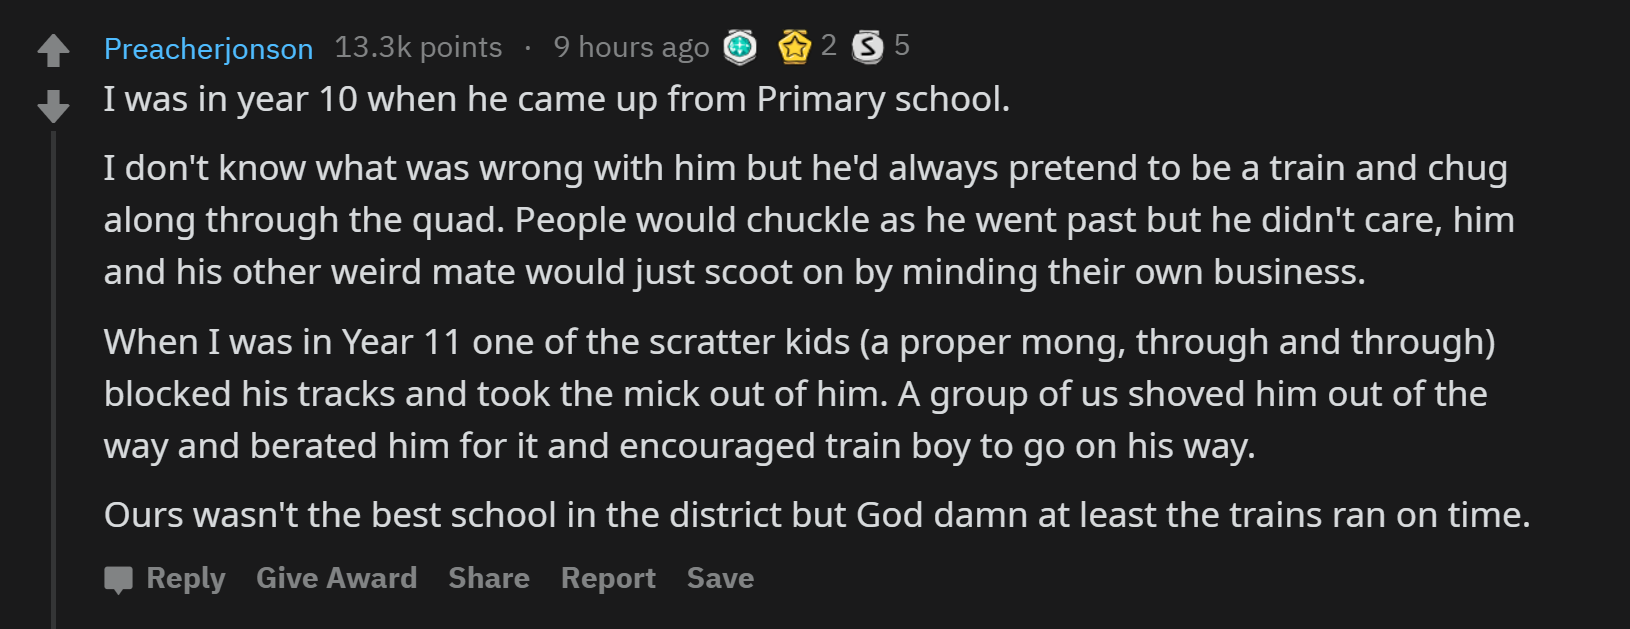 Preacherjonson 13.3k points · 9 hours ago 2 S 5
I was in year 10 when he came up from Primary school.
I don't know what was wrong with him but he'd always pretend to be a train and chug
along through the quad. People would chuckle as he went past but he didn't care, him
and his other weird mate would just scoot on by minding their own business.
When I was in Year 11 one of the scratter kids (a proper mong, through and through)
blocked his tracks and took the mick out of him. A group of us shoved him out of the
way and berated him for it and encouraged train boy to go on his way.
Ours wasn't the best school in the district but God damn at least the trains ran on time.
Reply Give Award Share Report Save